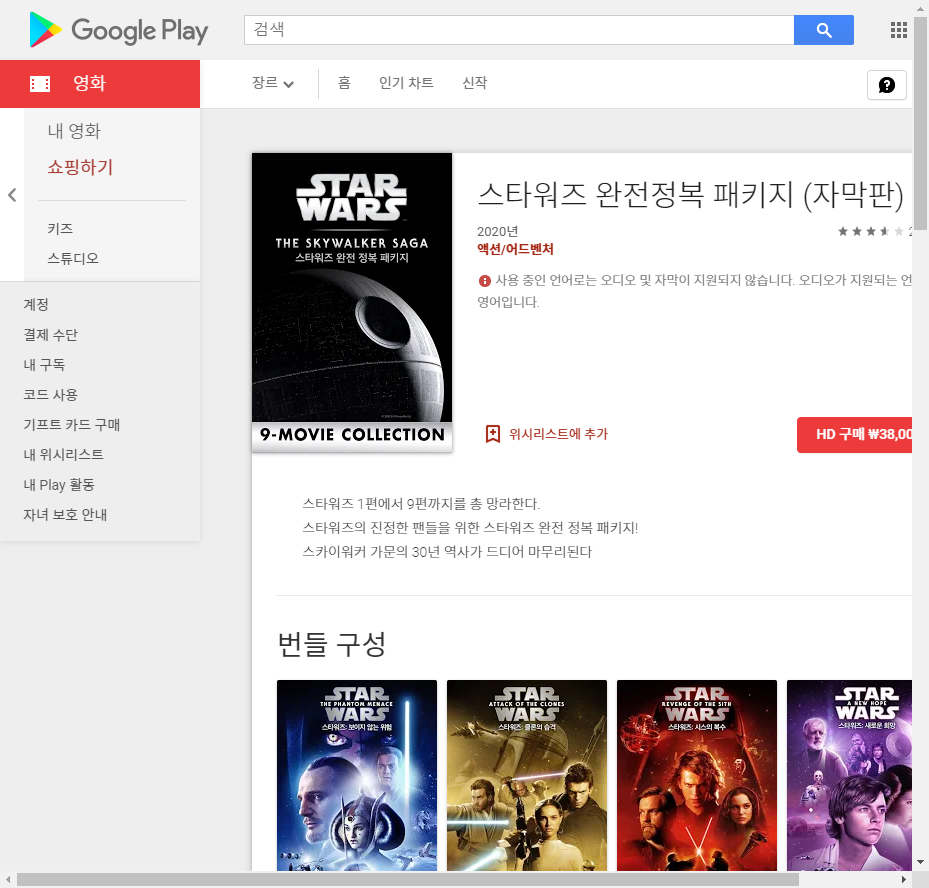 Google Play
검색
영화
장르
홈
인기 차트
신작
내 영화
쇼핑하기
키즈
스튜디오
계정
결제 수단
내 구독
코드 사용
기프트 카드 구매
내 위시리스트
내 Play 활동
자녀 보호 안내
STAR
WARS
THE SKYWALKER SAGA
스타워즈 완전 정복 패키지
9-MOVIE COLLECTION
스타워즈 완전정복 패키지 (자막판)
2020년
액션/어드벤처
사용 중인 언어로는 오디오 및 자막이 지원되지 않습니다. 오디오가 지원되는 언
영어입니다.
위시리스트에 추가
HD 구매 ₩38,00
스타워즈 1편에서 9편까지를 총 망라한다.
스타워즈의 진정한 팬들을 위한 스타워즈 완전 정복 패키지!
스카이워커 가문의 30년 역사가 드디어 마무리된다
번들 구성
STAR
THE PHANTOM MENACE
WARS
스타워즈: 보이지 않는 위험
STAR
ATTACK OF THE CLONES
WARS
스타워즈: 클론의 습격
STAR
REVENGE OF THE SITH
WARS
스타워즈: 시스의 복수
STAR
A NEW HOPE
WARS
스타워즈: 새로운 희망